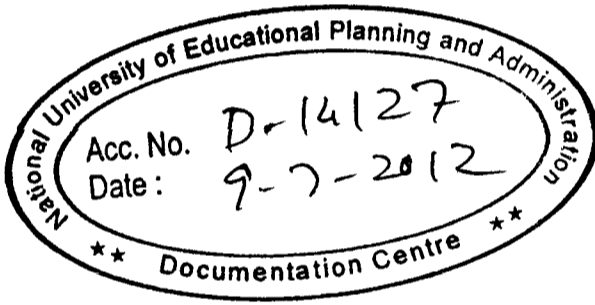 National University of Educational Planning and Administration
Acc. No. D-14127
Date : 9-7-2012
** Documentation Centre **